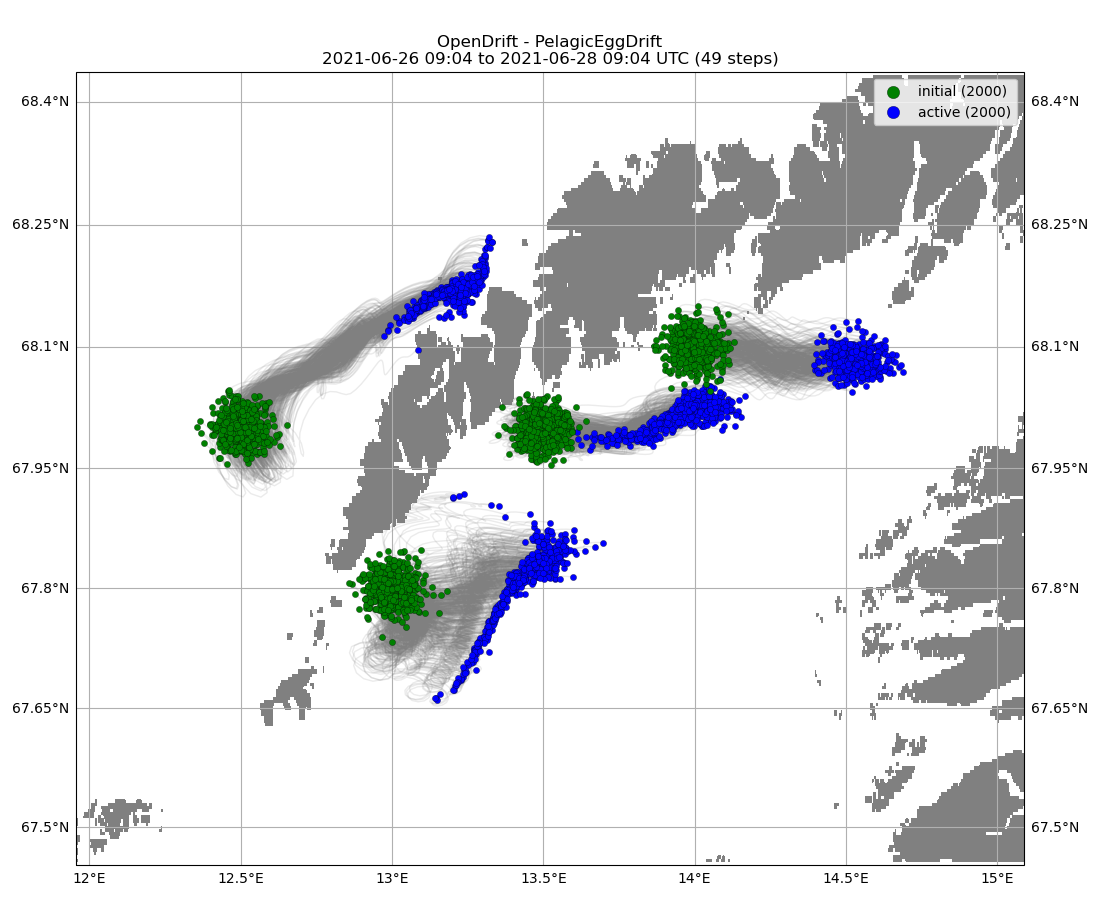 OpenDrift - PelagicEggDrift
2021-06-26 09:04 to 2021-06-28 09:04 UTC (49 steps)
initial (2000)
active (2000)
68.4°N 68.4°N
68.25°N 68.25°N
68.1°N 68.1°N
67.95°N 67.95°N
67.8°N 67.8°N
67.65°N 67.65°N
67.5°N 67.5°N
12°E 12.5°E 13°E 13.5°E 14°E 14.5°E 15°E